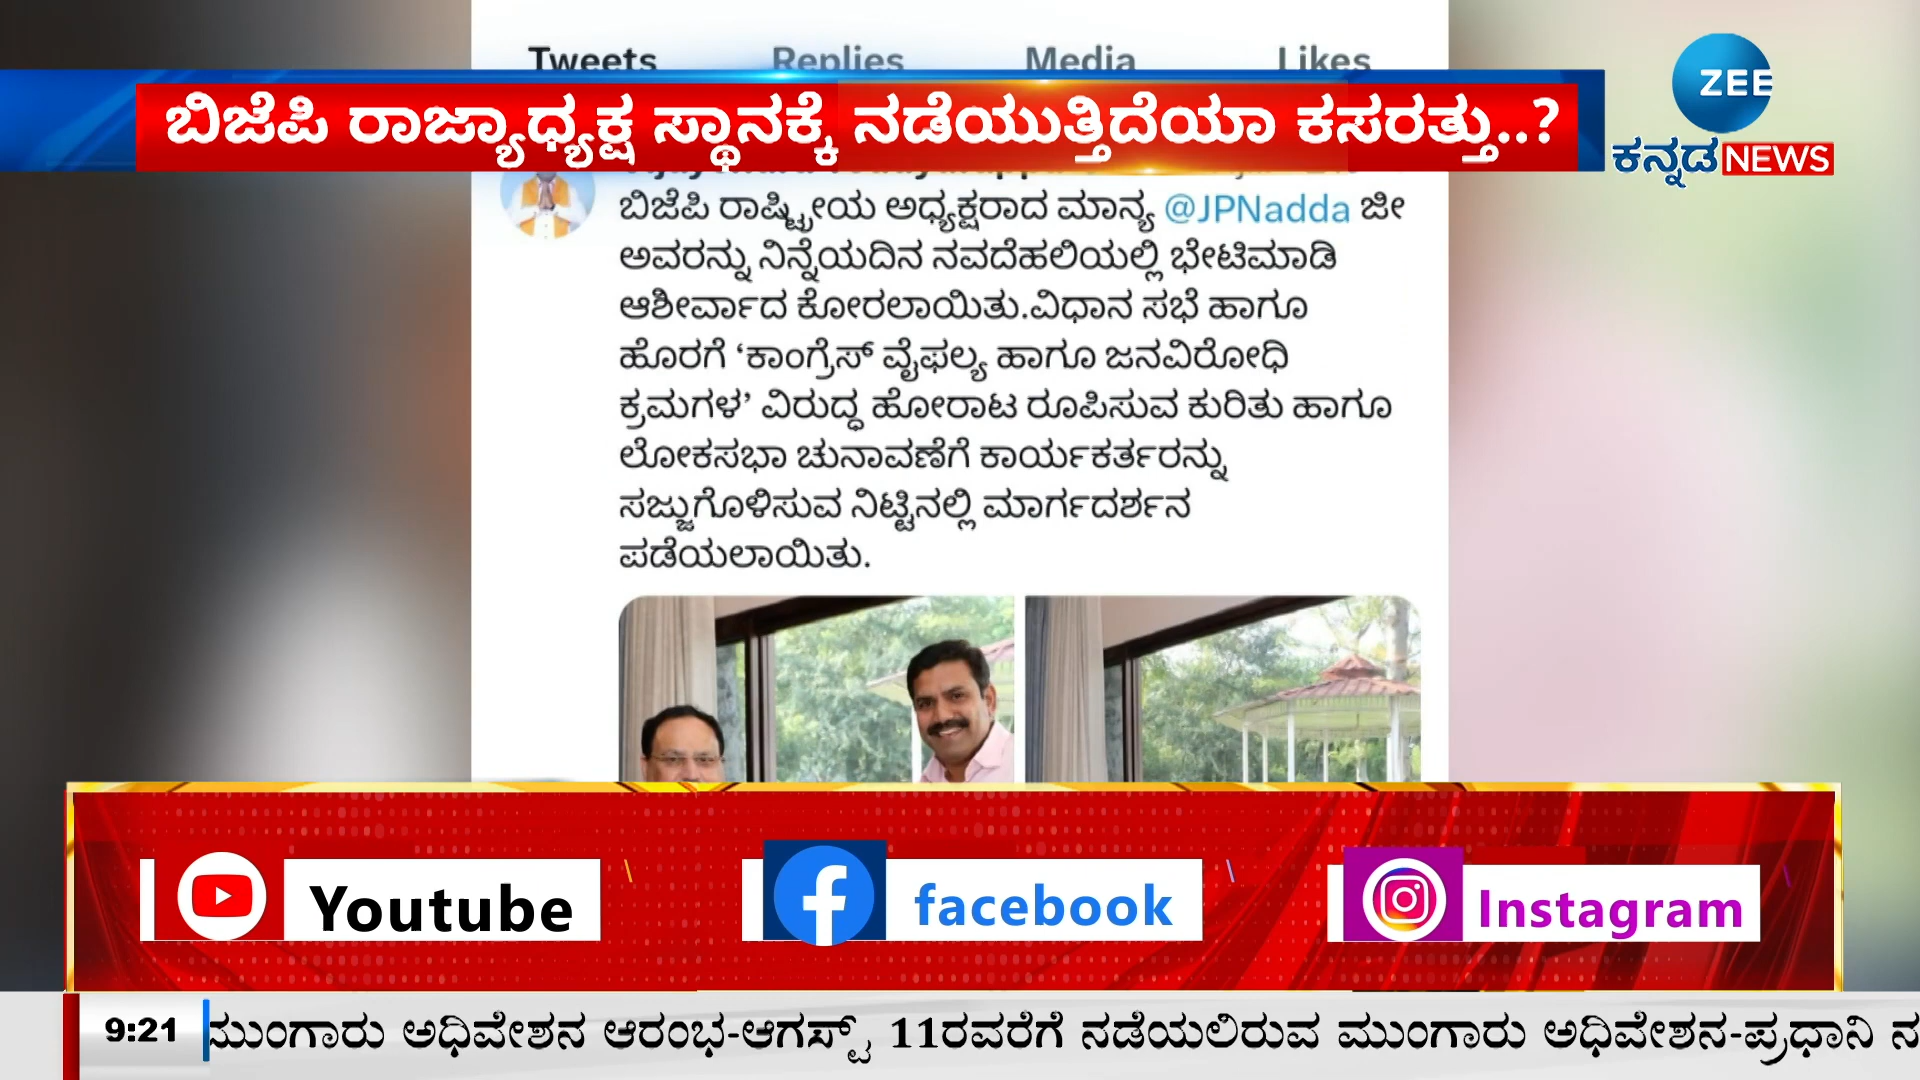 Tweets Replies Media Likes
ಬಿಜೆಪಿ ರಾಜ್ಯಾಧ್ಯಕ್ಷ ಸ್ಥಾನಕ್ಕೆ ನಡೆಯುತ್ತಿದೆಯಾ ಕಸರತ್ತು..?
ZEE
ಕನ್ನಡ NEWS
ಬಿಜೆಪಿ ರಾಷ್ಟ್ರೀಯ ಅಧ್ಯಕ್ಷರಾದ ಮಾನ್ಯ @JPNadda ಜೀ
ಅವರನ್ನು ನಿನ್ನೆಯದಿನ ನವದೆಹಲಿಯಲ್ಲಿ ಭೇಟಿಮಾಡಿ
ಆಶೀರ್ವಾದ ಕೋರಲಾಯಿತು.ವಿಧಾನ ಸಭೆ ಹಾಗೂ
ಹೊರಗೆ ‘ಕಾಂಗ್ರೆಸ್ ವೈಫಲ್ಯ ಹಾಗೂ ಜನವಿರೋಧಿ
ಕ್ರಮಗಳ’ ವಿರುದ್ಧ ಹೋರಾಟ ರೂಪಿಸುವ ಕುರಿತು ಹಾಗೂ
ಲೋಕಸಭಾ ಚುನಾವಣೆಗೆ ಕಾರ್ಯಕರ್ತರನ್ನು
ಸಜ್ಜುಗೊಳಿಸುವ ನಿಟ್ಟಿನಲ್ಲಿ ಮಾರ್ಗದರ್ಶನ
ಪಡೆಯಲಾಯಿತು.
Youtube facebook Instagram
9:21 ಮುಂಗಾರು ಅಧಿವೇಶನ ಆರಂಭ-ಆಗಸ್ಟ್ 11ರವರೆಗೆ ನಡೆಯಲಿರುವ ಮುಂಗಾರು ಅಧಿವೇಶನ-ಪ್ರಧಾನಿ ನ